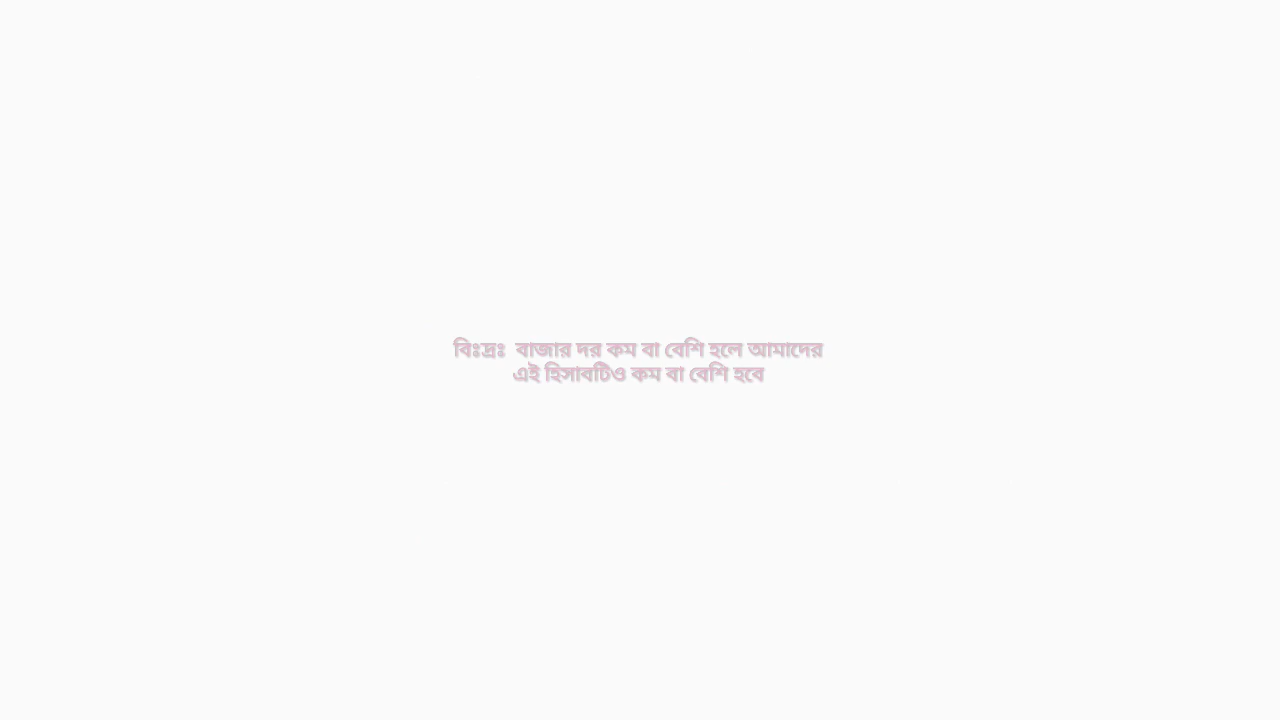 বিঃদ্রঃ বাজার দর কম বা বেশি হলে আমাদের
এই হিসাবটিও কম বা বেশি হবে